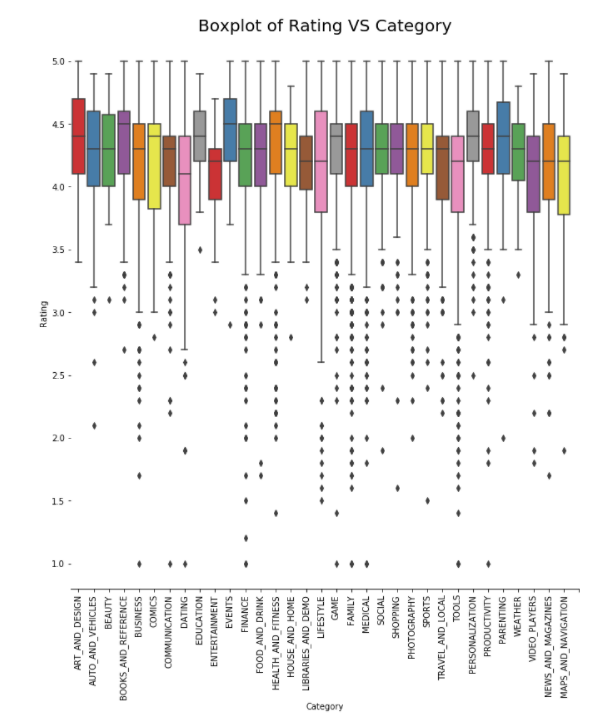 Boxplot of Rating VS Category
5.0
4.5
4.0
3.5
3.0
2.5
2.0
1.5
1.0
Rating
ART_AND_DESIGN
AUTO_AND_VEHICLES
BEAUTY
BOOKS_AND_REFERENCE
BUSINESS
COMICS
COMMUNICATION
DATING
EDUCATION
ENTERTAINMENT
EVENTS
FINANCE
FOOD_AND_DRINK
HEALTH_AND_FITNESS
HOUSE_AND_HOME
LIBRARIES_AND_DEMO
LIFESTYLE
GAME
FAMILY
MEDICAL
SOCIAL
SHOPPING
PHOTOGRAPHY
SPORTS
TRAVEL_AND_LOCAL
TOOLS
PERSONALIZATION
PRODUCTIVITY
PARENTING
WEATHER
VIDEO_PLAYERS
NEWS_AND_MAGAZINES
MAPS_AND_NAVIGATION
Category